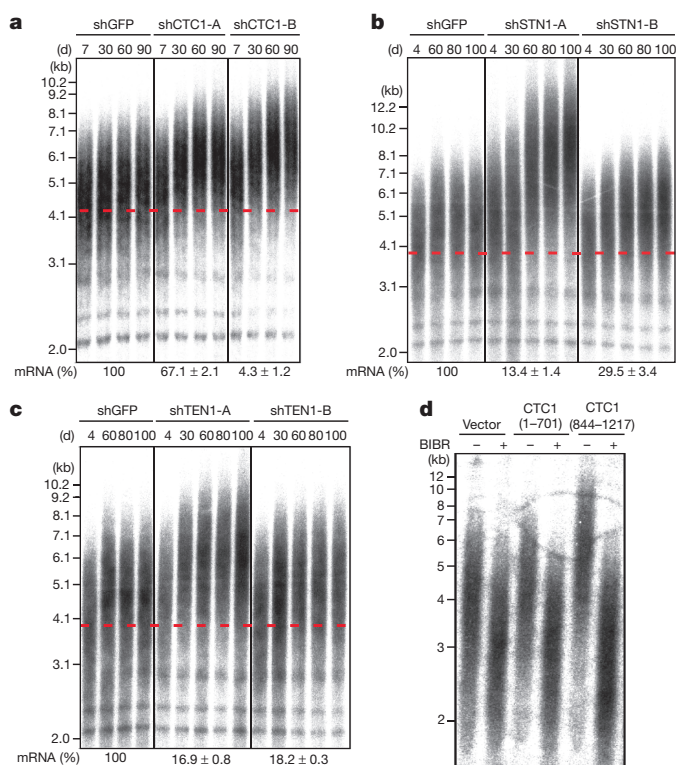 a
shGFP shCTC1-A shCTC1-B
(d) 7 30 60 90 7 30 60 90 7 30 60 90
(kb)
10.2
9.2
8.1
7.1
6.1
5.1
4.1
3.1
2.0
mRNA (%) 100 67.1 ± 2.1 4.3 ± 1.2
b
shGFP shSTN1-A shSTN1-B
(d) 4 60 80 100 4 30 60 80 100 4 30 60 80 100
(kb)
12.2
10.2
8.1
7.1
6.1
5.1
4.1
3.1
2.0
mRNA (%) 100 13.4 ± 1.4 29.5 ± 3.4
c
shGFP shTEN1-A shTEN1-B
(d) 4 60 80 100 4 30 60 80 100 4 30 60 80 100
(kb)
10.2
9.2
8.1
7.1
6.1
5.1
4.1
3.1
2.0
mRNA (%) 100 16.9 ± 0.8 18.2 ± 0.3
d
Vector CTC1 (1–701) CTC1 (844–1217)
BIBR – + – + – +
(kb)
12
10
8
7
6
5
4
3
2